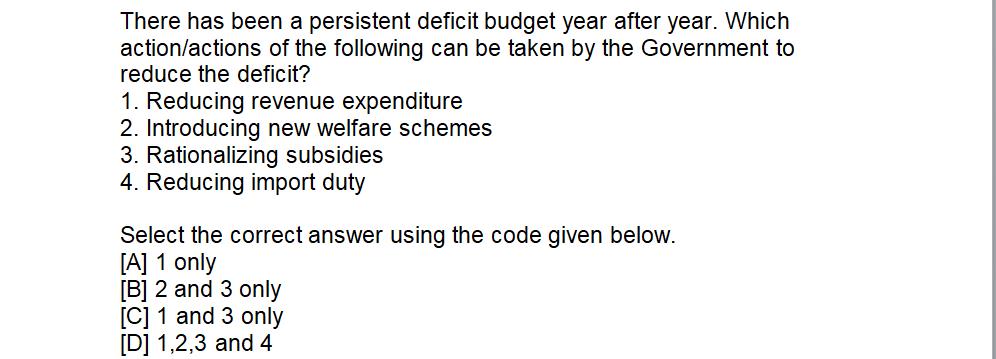 There has been a persistent deficit budget year after year. Which
action/actions of the following can be taken by the Government to
reduce the deficit?
1. Reducing revenue expenditure
2. Introducing new welfare schemes
3. Rationalizing subsidies
4. Reducing import duty
Select the correct answer using the code given below.
[A] 1 only
[B] 2 and 3 only
[C] 1 and 3 only
[D] 1,2,3 and 4